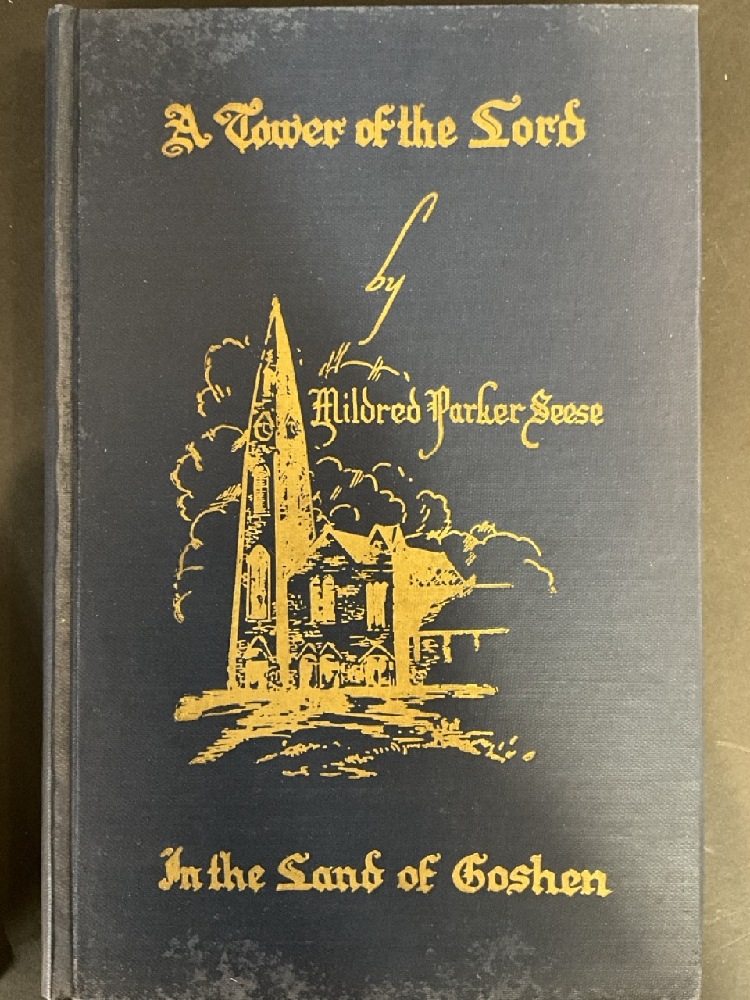 A Tower of the Lord
by
Mildred Parker Seese
In the Land of Goshen